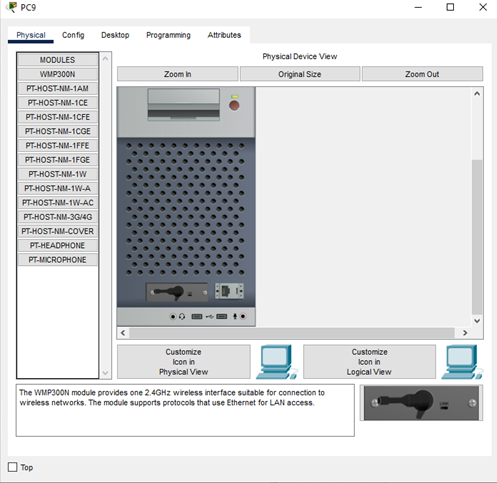 PC9
Physical Config Desktop Programming Attributes
MODULES
WMP300N
PT-HOST-NM-1AM
PT-HOST-NM-1CE
PT-HOST-NM-1CFE
PT-HOST-NM-1CGE
PT-HOST-NM-1FFE
PT-HOST-NM-1FGE
PT-HOST-NM-1W
PT-HOST-NM-1W-A
PT-HOST-NM-1W-AC
PT-HOST-NM-3G/4G
PT-HOST-NM-COVER
PT-HEADPHONE
PT-MICROPHONE
Physical Device View
Zoom In Original Size Zoom Out
Customize
Icon in
Physical View
Customize
Icon in
Logical View
The WMP300N module provides one 2.4GHz wireless interface suitable for connection to
wireless networks. The module supports protocols that use Ethernet for LAN access.
Top